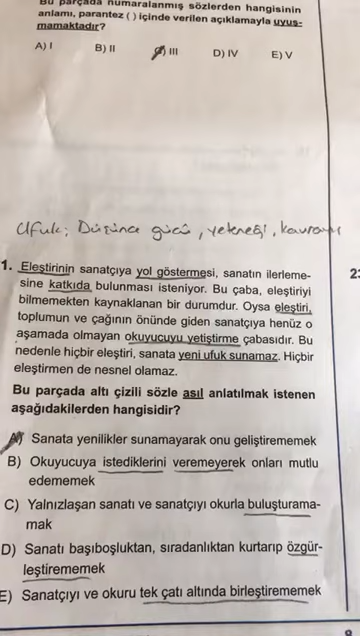 Bu parçada numaralanmış sözlerden hangisinin
anlamı, parantez ( ) içinde verilen açıklamayla uyuş-
mamaktadır?
A) I B) II C) III D) IV E) V
Ufuk; Düşünce gücü, yeteneği, kavrayış
1. Eleştirinin sanatçıya yol göstermesi, sanatın ilerleme-
sine katkıda bulunması isteniyor. Bu çaba, eleştiriyi
bilmemekten kaynaklanan bir durumdur. Oysa eleştiri,
toplumun ve çağının önünde giden sanatçıya henüz o
aşamada olmayan okuyucuyu yetiştirme çabasıdır. Bu
nedenle hiçbir eleştiri, sanata yeni ufuk sunamaz. Hiçbir
eleştirmen de nesnel olamaz.
Bu parçada altı çizili sözle asıl anlatılmak istenen
aşağıdakilerden hangisidir?
A) Sanata yenilikler sunamayarak onu geliştirememek
B) Okuyucuya istediklerini veremeyerek onları mutlu
edememek
C) Yalnızlaşan sanatı ve sanatçıyı okurla buluşturama-
mak
D) Sanatı başıboşluktan, sıradanlıktan kurtarıp özgür-
leştirememek
E) Sanatçıyı ve okuru tek çatı altında birleştirememek